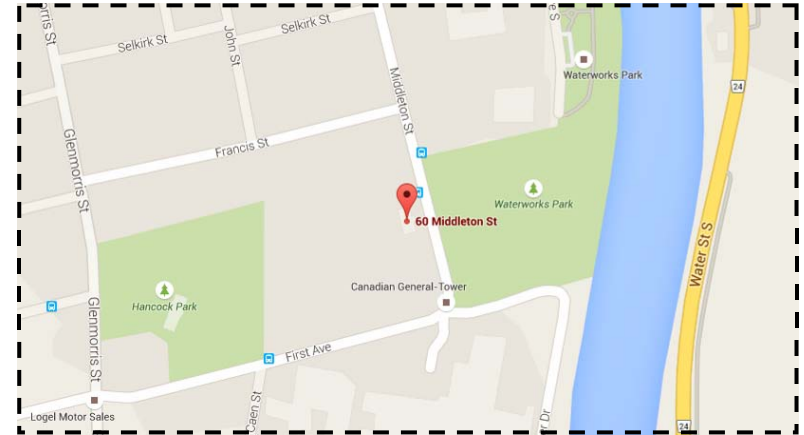 Selkirk St
Selkirk St
John St
Middleton St
Waterworks Park
24
Glenmorris St
Francis St
Waterworks Park
60 Middleton St
Water St S
Canadian General-Tower
Hancock Park
Glenmorris St
First Ave
Caen St
Logel Motor Sales
24